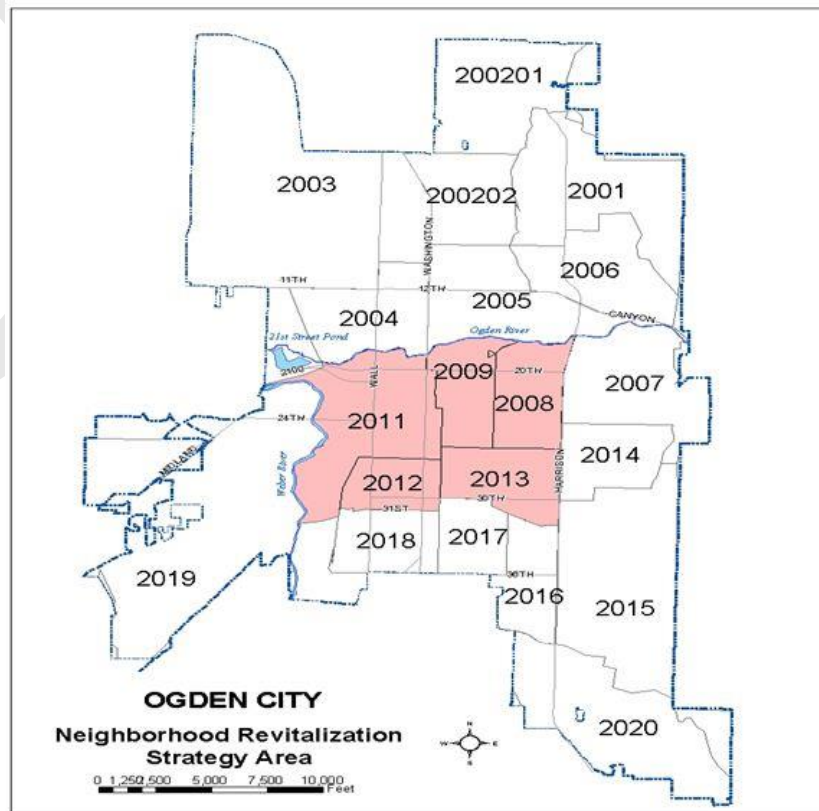 200201
2003
200202
2001
WASHINGTON
2006
11TH
12TH
2005
CANYON
2004
Ogden River
21st Street Pond
2100
WALL
2009
20TH
2007
2008
24TH
2011
MIDLAND
2014
Weber River
2012
2013
HARRISON
30TH
31ST
2018
2017
36TH
2019
2016
2015
OGDEN CITY
2020
Neighborhood Revitalization
Strategy Area
N
W E
S
0 1,250 2,500 5,000 7,500 10,000
Feet